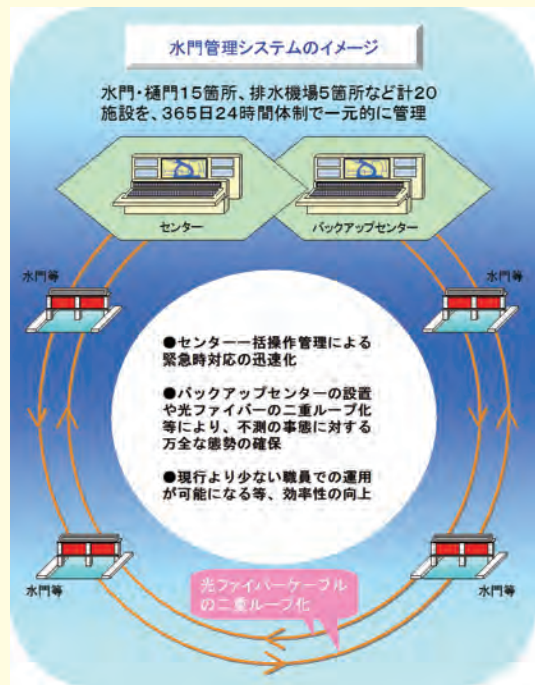 水門管理システムのイメージ
水門・樋門15箇所、排水機場5箇所など計20
施設を、365日24時間体制で一元的に管理
センター
バックアップセンター
水門等
水門等
●センター一括操作管理による
緊急時対応の迅速化
●バックアップセンターの設置
や光ファイバーの二重ループ化
等により、不測の事態に対する
万全な態勢の確保
●現行より少ない職員での運用
が可能になる等、効率性の向上
水門等
水門等
光ファイバーケーブル
の二重ループ化